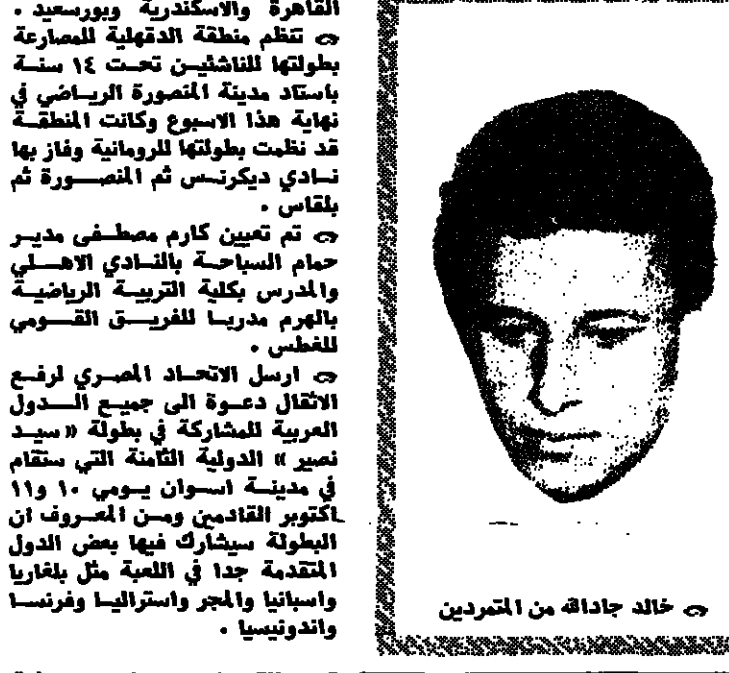 القاهرة والاسكندرية وبورسعيد .
تنظم منطقة الدقهلية للمصارعة
بطولتها للناشئين تحت ١٤ سنة
باستاد مدينة المنصورة الرياضي في
نهاية هذا الاسبوع وكانت المنطقة
قد نظمت بطولتها للرومانية وفاز بها
نادي ديكرنس ثم المنصورة ثم
بلقاس .
تم تعيين كارم مصطفى مدير
حمام السباحة بالنادي الاهلي
والمدرس بكلية التربية الرياضية
بالهرم مدربا للفريق القومي
للغطس .
ارسل الاتحاد المصري لرفع
الاثقال دعوة الى جميع الدول
العربية للمشاركة في بطولة « سيد
نصير » الدولية الثامنة التي ستقام
في مدينة اسوان يومي ١٠ و١١
اكتوبر القادمين ومن المعروف ان
البطولة سيشارك فيها بعض الدول
المتقدمة جدا في اللعبة مثل بلغاريا
واسبانيا والمجر واستراليا وفرنسا
واندونيسيا .
خالد جادالله من المتمردين